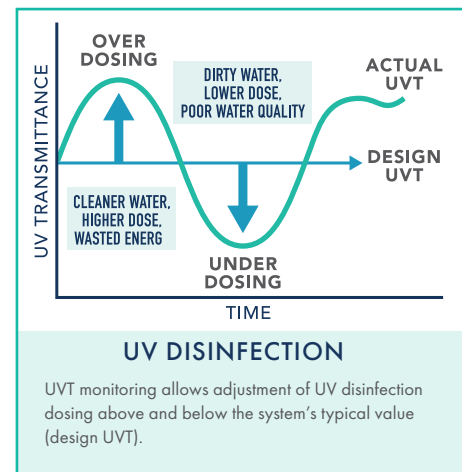 OVER
DOSING
DIRTY WATER,
LOWER DOSE,
POOR WATER QUALITY
ACTUAL
UVT
DESIGN
UVT
UV TRANSMITTANCE
CLEANER WATER,
HIGHER DOSE,
WASTED ENERG
UNDER
DOSING
TIME
UV DISINFECTION
UVT monitoring allows adjustment of UV disinfection
dosing above and below the system’s typical value
(design UVT).